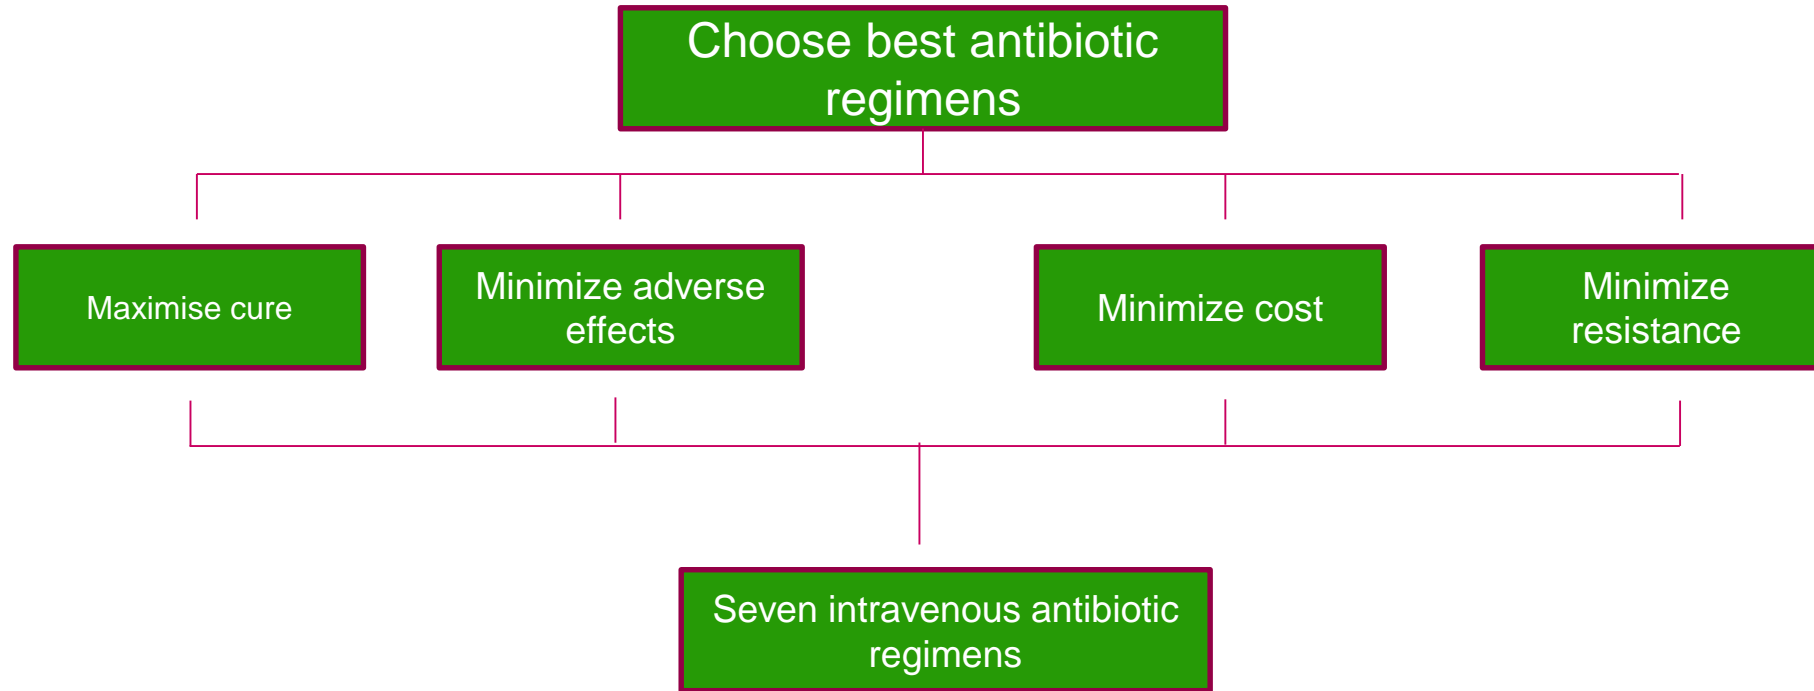 Choose best antibiotic
regimens
Maximise cure
Minimize adverse
effects
Minimize cost
Minimize
resistance
Seven intravenous antibiotic
regimens